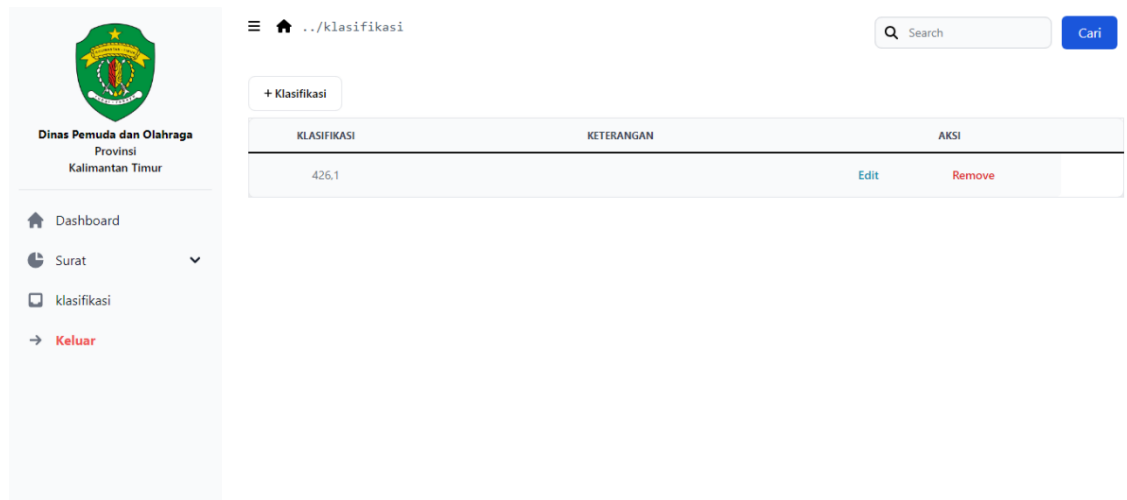 Dinas Pemuda dan Olahraga
Provinsi
Kalimantan Timur
Dashboard
Surat
klasifikasi
Keluar
../klasifikasi
Search
Cari
+ Klasifikasi
KLASIFIKASI KETERANGAN AKSI
426,1 Edit Remove